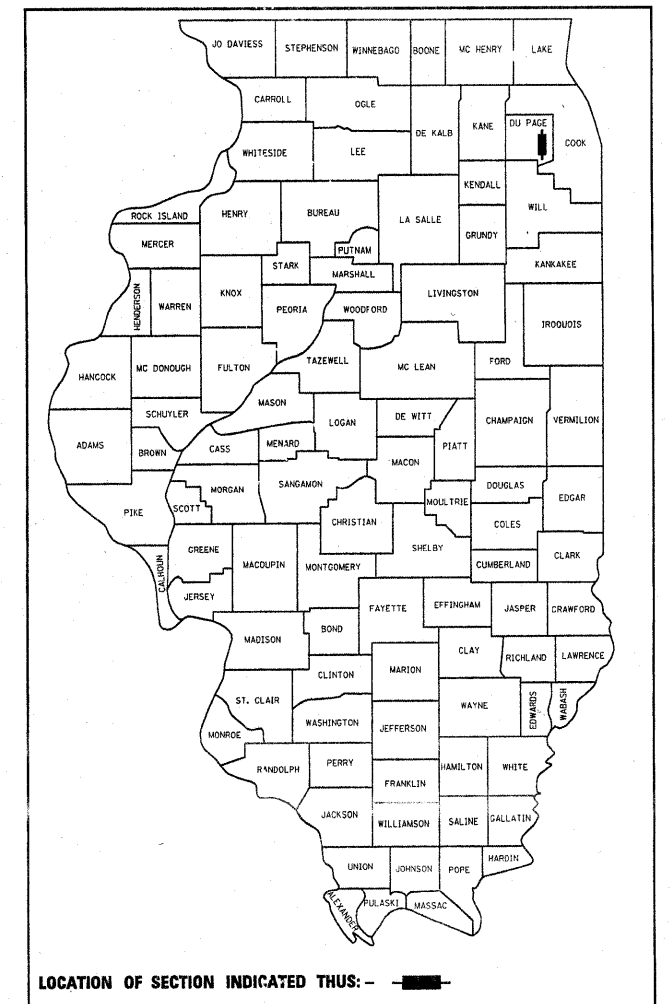 JO DAVIESS STEPHENSON WINNEBAGO BOONE MC HENRY LAKE
CARROLL OGLE DE KALB KANE DU PAGE COOK
WHITESIDE LEE
KENDALL
ROCK ISLAND HENRY BUREAU LA SALLE WILL
MERCER PUTNAM GRUNDY
STARK MARSHALL KANKAKEE
HENDERSON WARREN KNOX PEORIA WOODFORD LIVINGSTON IROQUOIS
HANCOCK MC DONOUGH FULTON TAZEWELL MC LEAN FORD
MASON
SCHUYLER LOGAN DE WITT CHAMPAIGN VERMILION
ADAMS BROWN CASS MENARD PIATT
MACON
MORGAN SANGAMON DOUGLAS
PIKE SCOTT CHRISTIAN MOULTRIE EDGAR
COLES
GREENE MACOUPIN SHELBY CLARK
CALHOUN MONTGOMERY CUMBERLAND
JERSEY FAYETTE EFFINGHAM JASPER CRAWFORD
MADISON BOND
CLAY RICHLAND LAWRENCE
CLINTON MARION
ST. CLAIR WAYNE EDWARDS WABASH
WASHINGTON JEFFERSON
MONROE
RANDOLPH PERRY HAMILTON WHITE
FRANKLIN
JACKSON WILLIAMSON SALINE GALLATIN
UNION JOHNSON POPE HARDIN
ALEXANDER PULASKI MASSAC
LOCATION OF SECTION INDICATED THUS: –